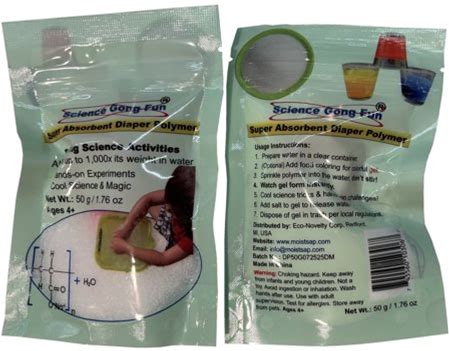 Science Gong Fun®
Super Absorbent Diaper Polymer
Science Activities
to 1,000x its weight in water
Hands-on Experiments
Cool Science & Magic
Net Wt.: 50 g / 1.76 oz
Ages 4+
+ H₂O
Science Gong Fun®
Super Absorbent Diaper Polymer
Usage Instructions:
1. Prepare water in a clear container.
2. (Optional) Add food coloring for colorful gel.
3. Sprinkle polymer into the water, don't stir!
4. Watch gel form instantly.
5. Cool science tricks & challenges!
6. Add salt to gel to release water.
7. Dispose of gel in trash per local regulations.
Distributed by: Eco-Novelty Corp. Redford,
MI, USA
Website: www.moistsap.com
Email: info@moistsap.com
Batch No.: DP50G072525DM
Made in China
Warning: Choking hazard. Keep away
from infants and young children. Not a
toy. Avoid ingestion or inhalation. Wash
hands after use. Use with adult
supervision. Test for allergies. Store away
from pets. Ages 4+
Net Wt.: 50 g / 1.76 oz